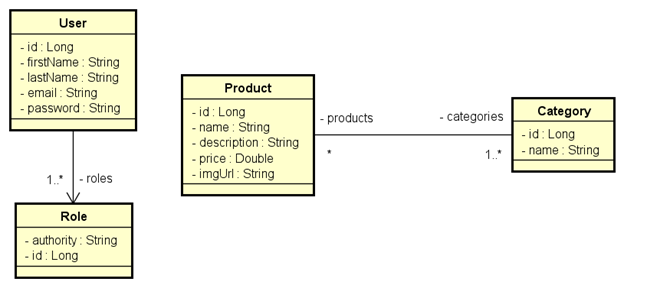 User
- id : Long
- firstName : String
- lastName : String
- email : String
- password : String
1..*
- roles
Role
- authority : String
- id : Long
Product
- id : Long
- name : String
- description : String
- price : Double
- imgUrl : String
- products
*
- categories
1..*
Category
- id : Long
- name : String